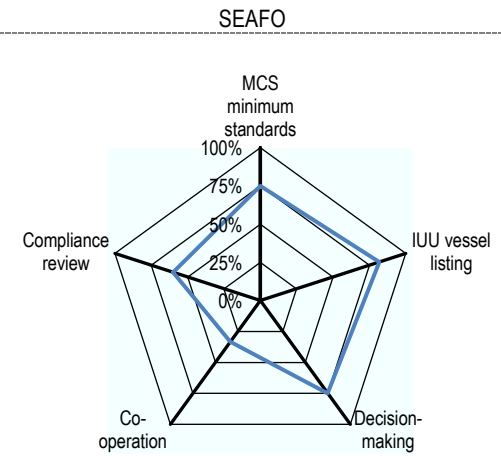 SEAFO
MCS
minimum
standards
100%
75%
50%
25%
0%
Compliance
review
IUU vessel
listing
Co-
operation
Decision-
making